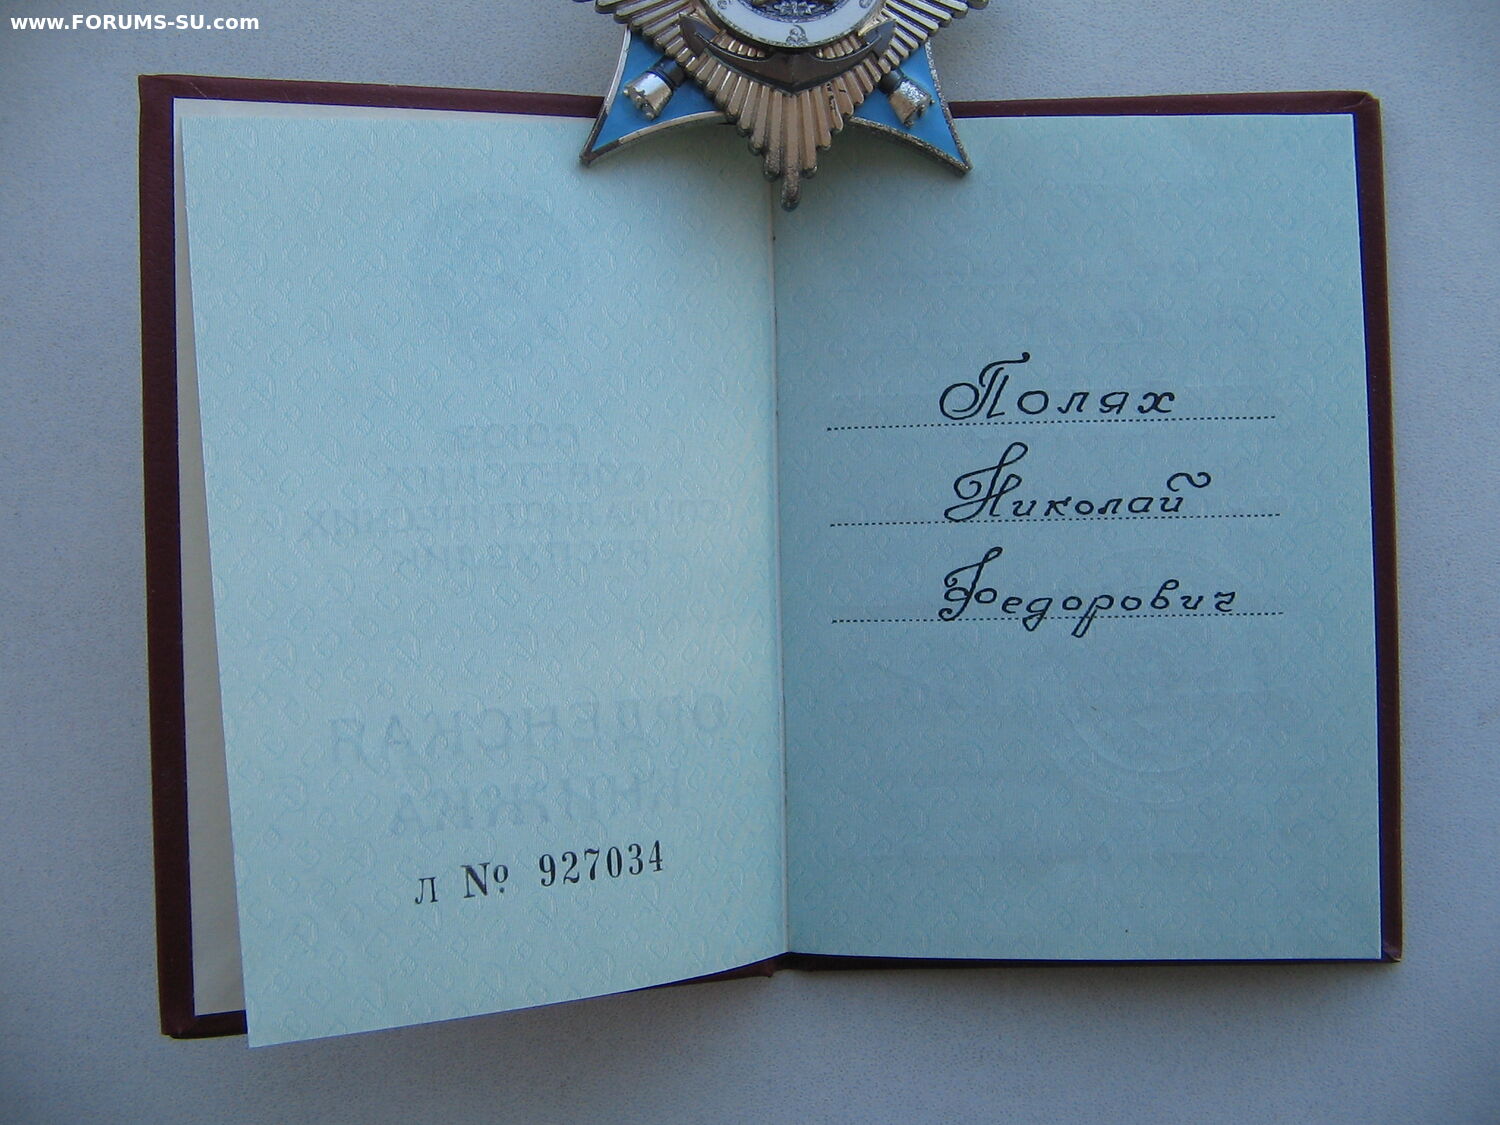 www.FORUMS-SU.com
Л № 927034
Полях
Николай
Федорович